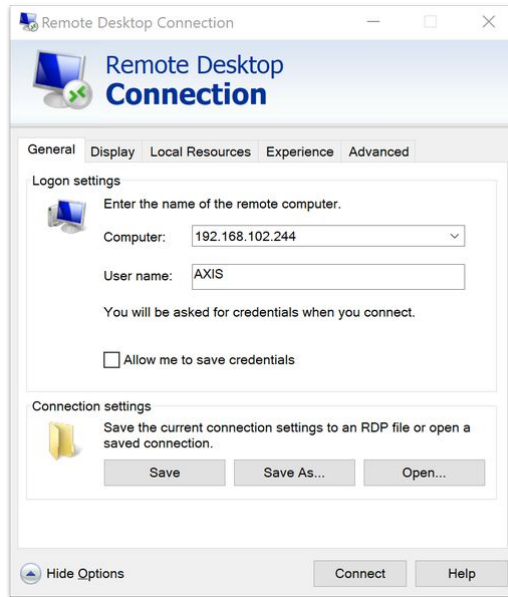 Remote Desktop Connection
Remote Desktop
Connection
General Display Local Resources Experience Advanced
Logon settings
Enter the name of the remote computer.
Computer: 192.168.102.244
User name: AXIS
You will be asked for credentials when you connect.
Allow me to save credentials
Connection settings
Save the current connection settings to an RDP file or open a
saved connection.
Save Save As... Open...
Hide Options Connect Help